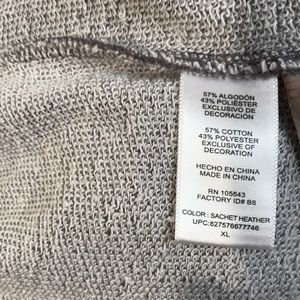 57% ALGODÓN
43% POLIÉSTER
EXCLUSIVO DE
DECORACIÓN
57% COTTON
43% POLYESTER
EXCLUSIVE OF
DECORATION
HECHO EN CHINA
MADE IN CHINA
RN 105543
FACTORY ID# B8
COLOR : SACHET HEATHER
UPC:827576677746
XL